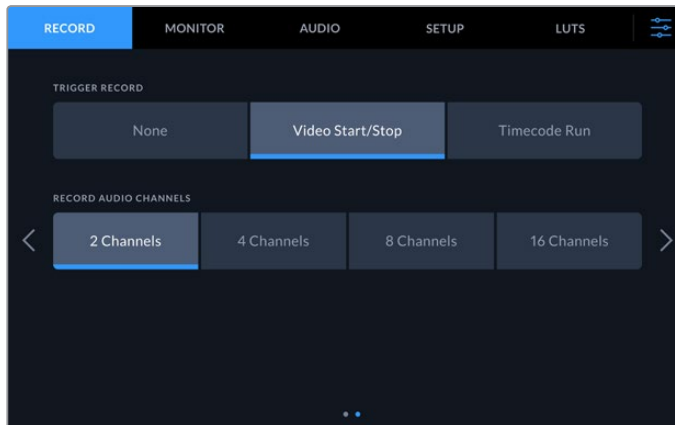 RECORD MONITOR AUDIO SETUP LUTS
TRIGGER RECORD
None Video Start/Stop Timecode Run
RECORD AUDIO CHANNELS
2 Channels 4 Channels 8 Channels 16 Channels